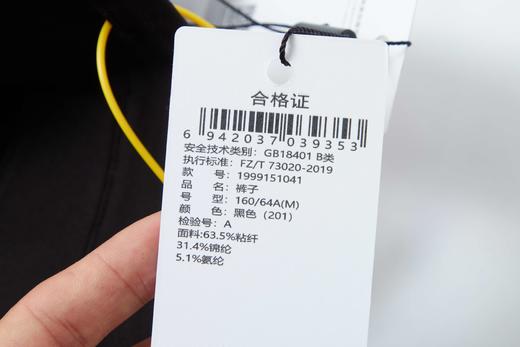 合格证
6 942037 039353
安全技术类别：GB18401 B类
执行标准：FZ/T 73020-2019
款 号：1999151041
品 名：裤子
号 型：160/64A(M)
颜 色：黑色（201）
检验号：A
面料:63.5%粘纤
31.4%锦纶
5.1%氨纶